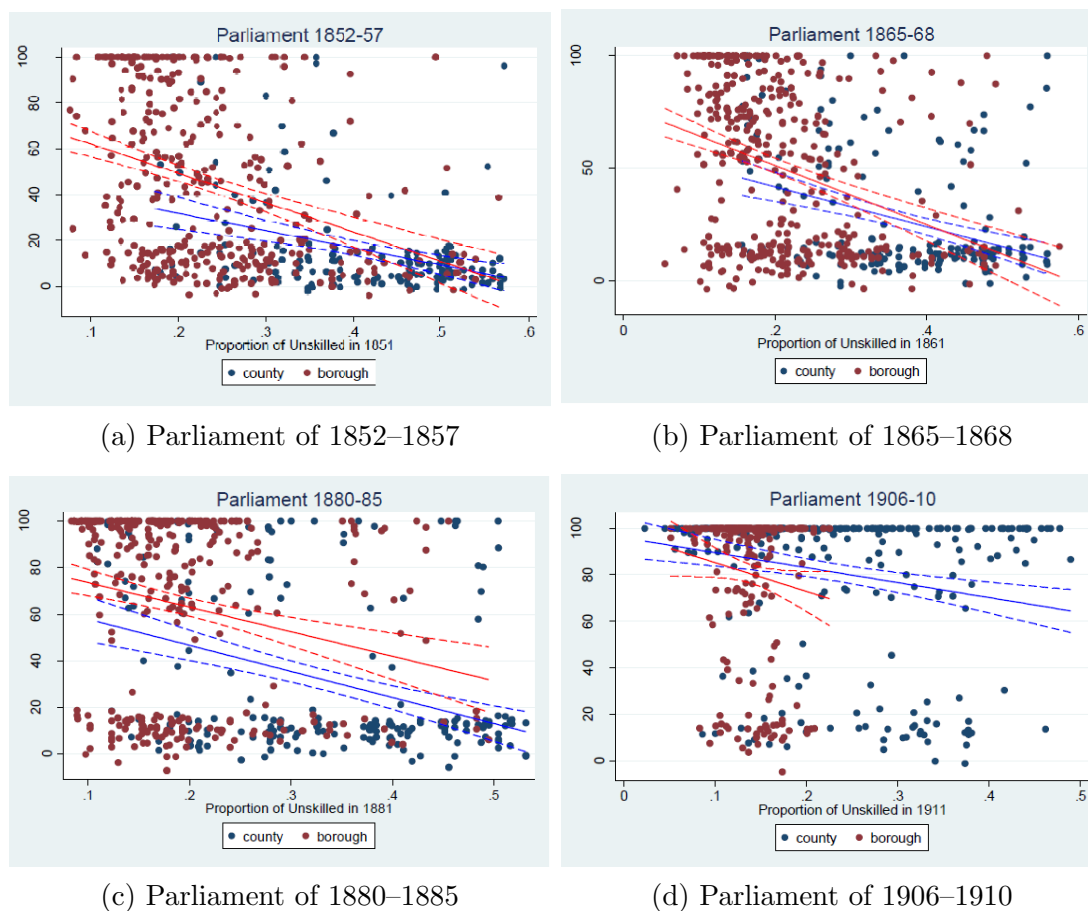 Parliament 1852-57
100
80
60
40
20
0
.1 .2 .3 .4 .5 .6
Proportion of Unskilled in 1851
county borough
(a) Parliament of 1852–1857
Parliament 1865-68
100
50
0
0 .2 .4 .6
Proportion of Unskilled in 1861
county borough
(b) Parliament of 1865–1868
Parliament 1880-85
100
80
60
40
20
0
.1 .2 .3 .4 .5
Proportion of Unskilled in 1881
county borough
(c) Parliament of 1880–1885
Parliament 1906-10
100
80
60
40
20
0
0 .1 .2 .3 .4 .5
Proportion of Unskilled in 1911
county borough
(d) Parliament of 1906–1910